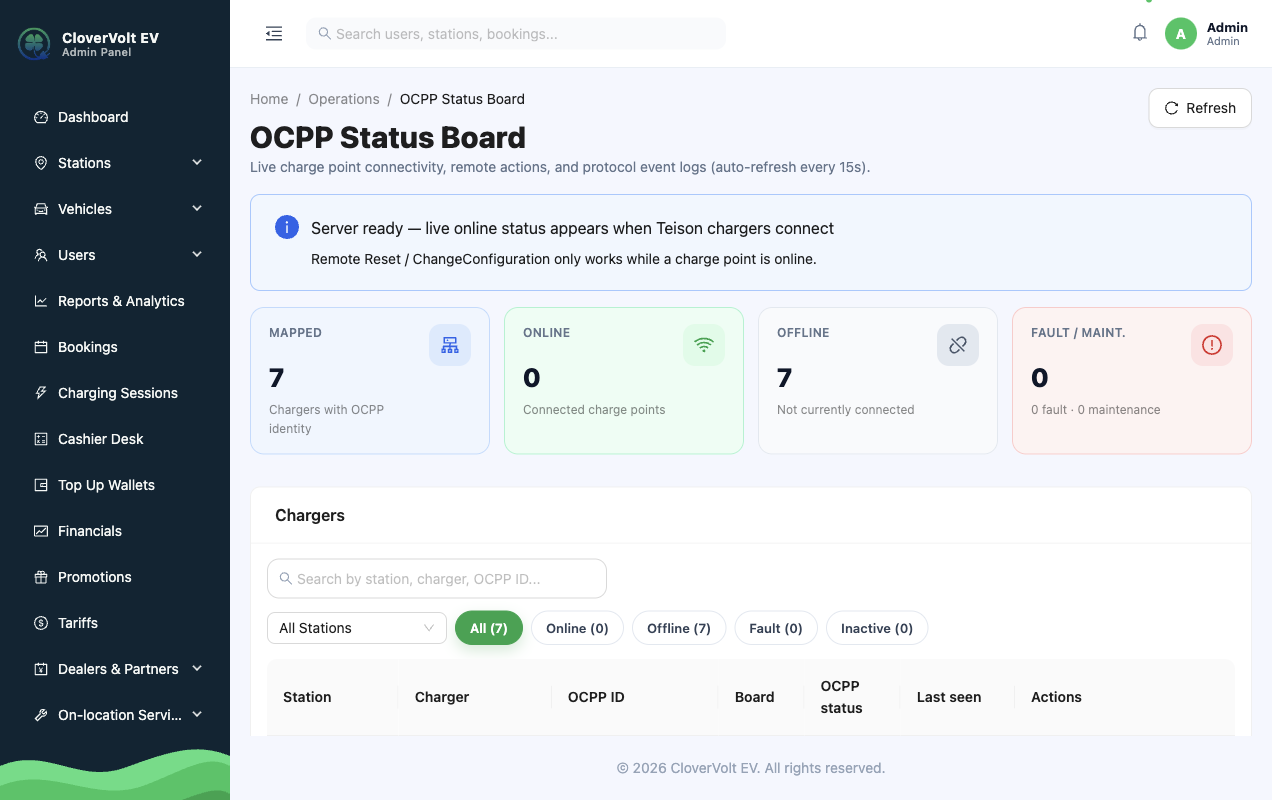 CloverVolt EV
Admin Panel
Dashboard
Stations
Vehicles
Users
Reports & Analytics
Bookings
Charging Sessions
Cashier Desk
Top Up Wallets
Financials
Promotions
Tariffs
Dealers & Partners
On-location Servi...
Search users, stations, bookings...
A
Admin
Admin
Home / Operations / OCPP Status Board
Refresh
OCPP Status Board
Live charge point connectivity, remote actions, and protocol event logs (auto-refresh every 15s).
Server ready — live online status appears when Teison chargers connect
Remote Reset / ChangeConfiguration only works while a charge point is online.
MAPPED
7
Chargers with OCPP
identity
ONLINE
0
Connected charge points
OFFLINE
7
Not currently connected
FAULT / MAINT.
0
0 fault · 0 maintenance
Chargers
Search by station, charger, OCPP ID...
All Stations
All (7)
Online (0)
Offline (7)
Fault (0)
Inactive (0)
Station
Charger
OCPP ID
Board
OCPP
status
Last seen
Actions
© 2026 CloverVolt EV. All rights reserved.